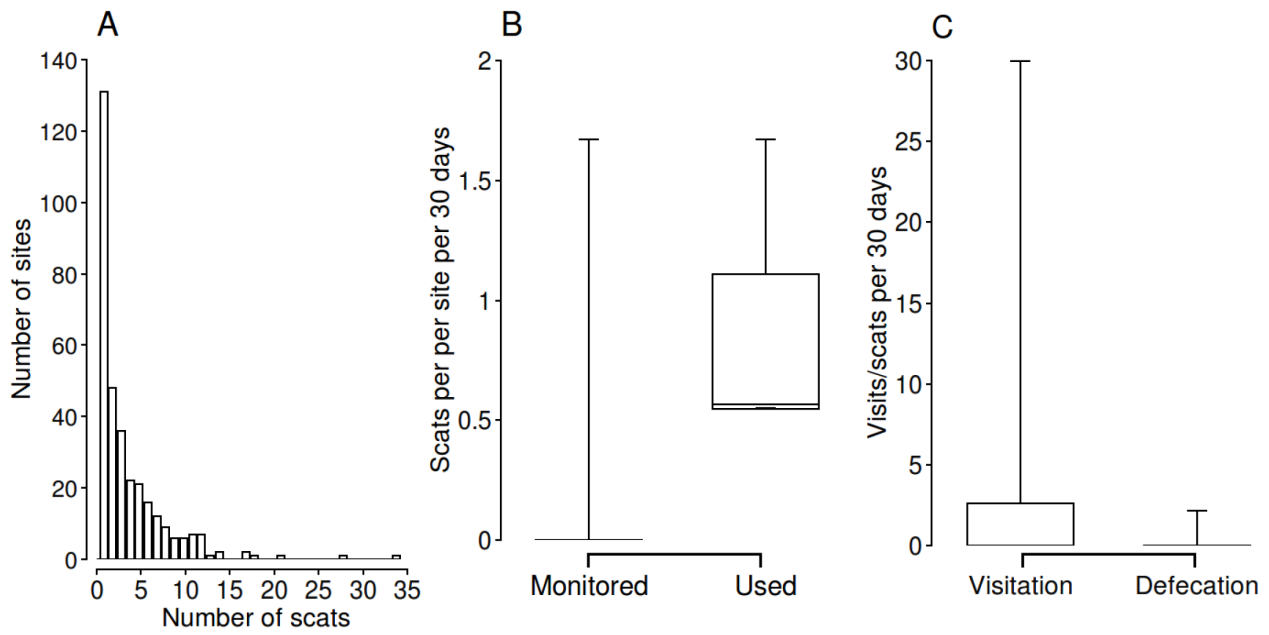 A
Number of sites
140
120
100
80
60
40
20
0
0 5 10 15 20 25 30 35
Number of scats
B
Scats per per site per 30 days
2
1.5
1
0.5
0
Monitored Used
C
Visits/scats per 30 days
30
25
20
15
10
5
0
Visitation Defecation